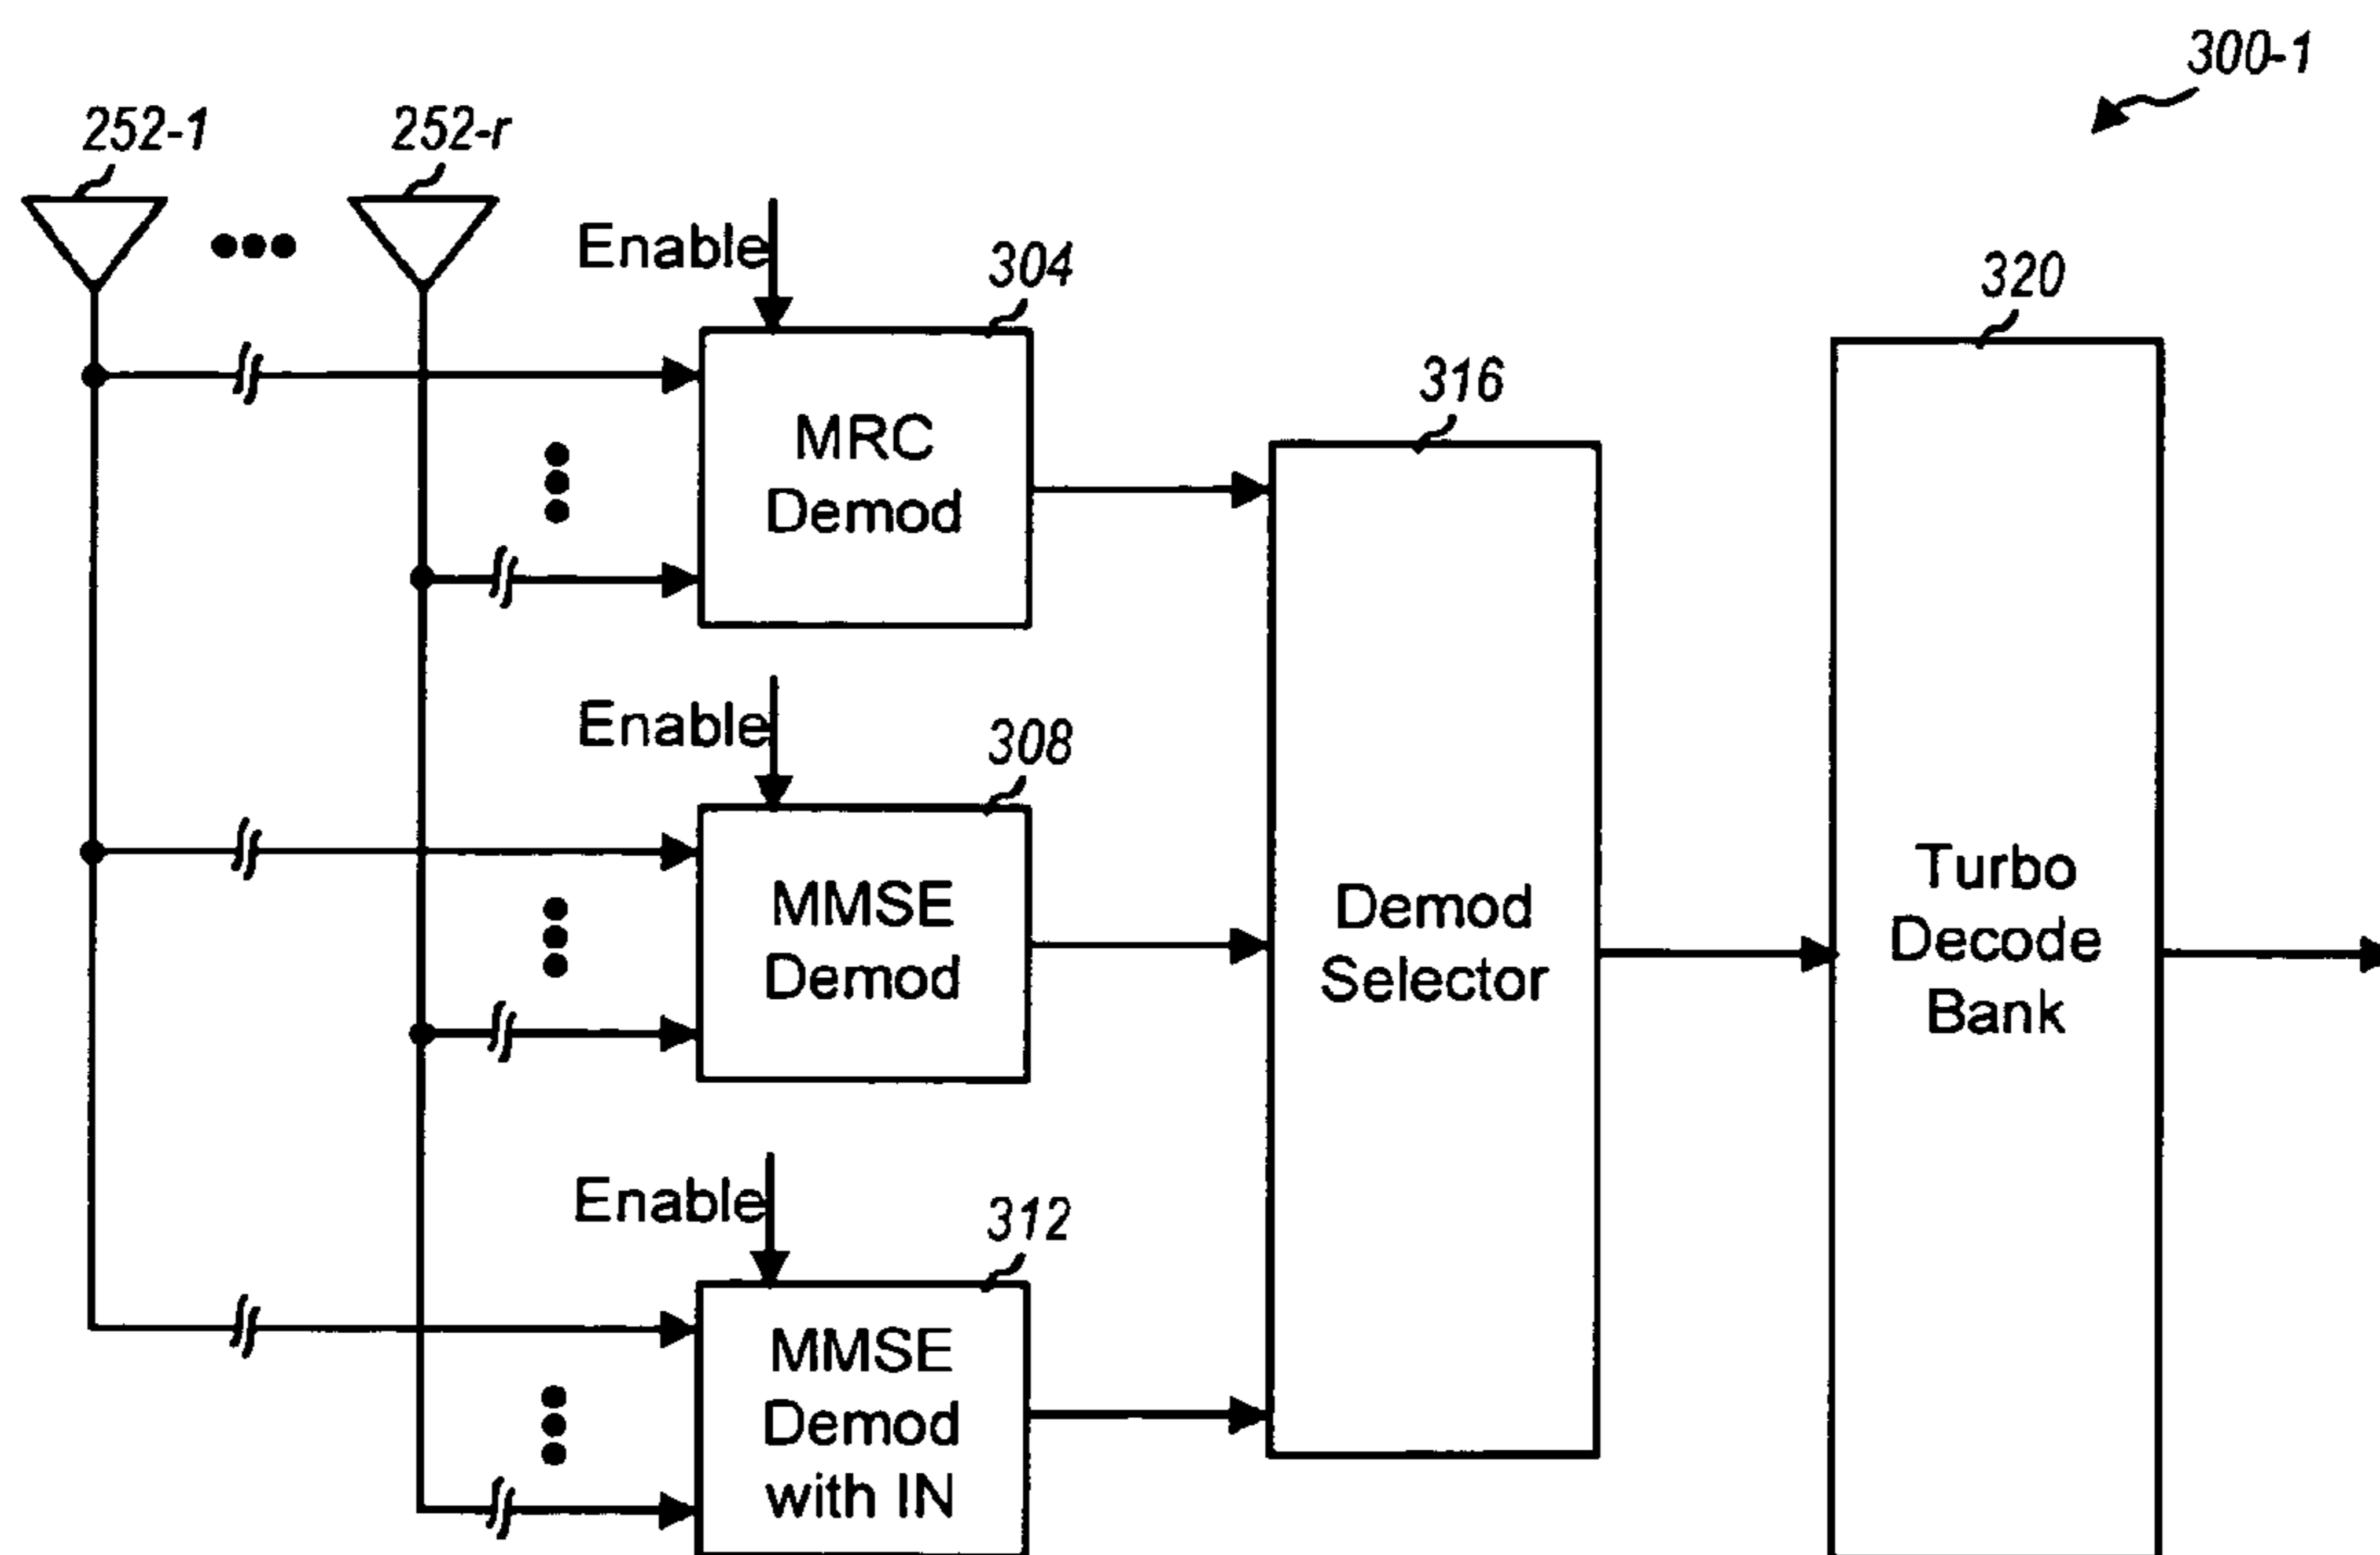 300-1
252-1
252-r
Enable
304
MRC
Demod
316
320
Enable
308
MMSE
Demod
Demod
Selector
Turbo
Decode
Bank
Enable
312
MMSE
Demod
with IN